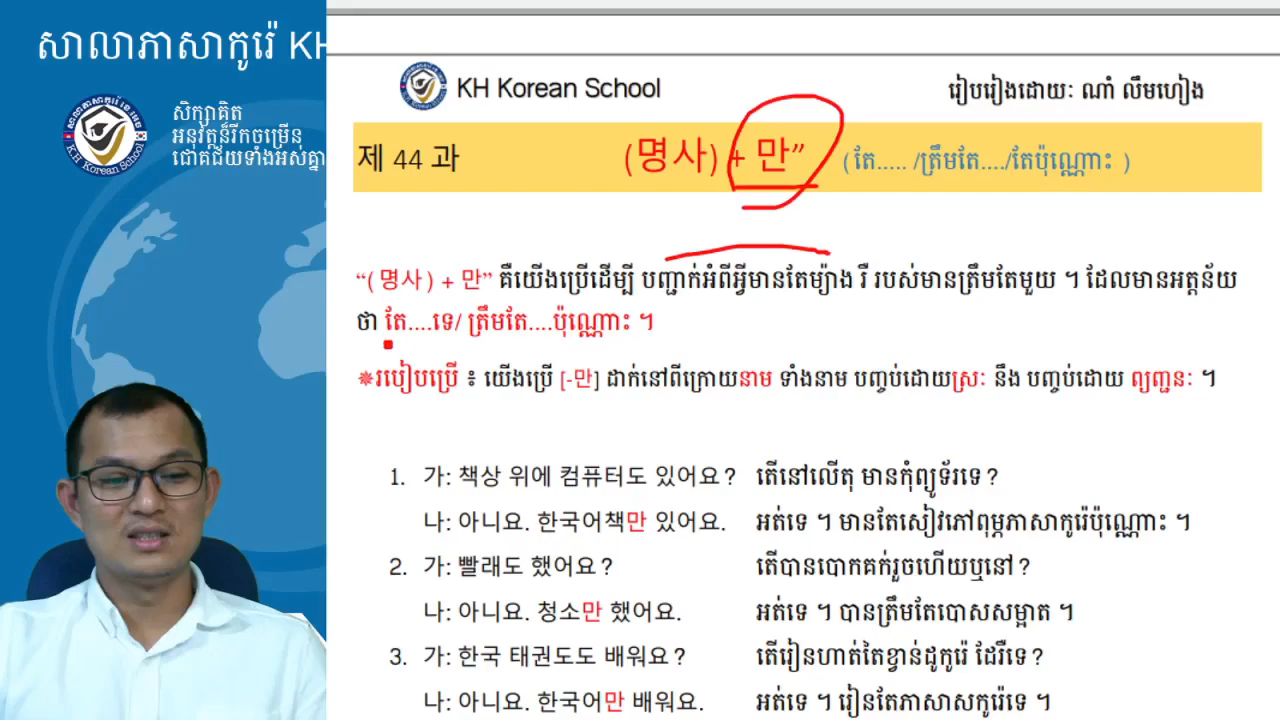 សាលាភាសាកូរ៉េ KH
សិក្សាគិត
អនុវត្តន៍រីកចម្រើន
ជោគជ័យទាំងអស់គ្នា
KH Korean School
រៀបរៀងដោយៈ ណាំ លឹមហៀង
제 44 과 (명사) + 만” ( តែ..... /ត្រឹមតែ..../តែប៉ុណ្ណោះ )
“(명사) + 만” គឺយើងប្រើដើម្បី បញ្ជាក់អំពីអ្វីមានតែម៉្យាង រឺ របស់មានត្រឹមតែមួយ ។ ដែលមានអត្តន័យ
ថា តែ....ទេ/ ត្រឹមតែ....ប៉ុណ្ណោះ ។
*របៀបប្រើ ៖ យើងប្រើ [-만] ដាក់នៅពីក្រោយនាម ទាំងនាម បញ្ចប់ដោយស្រៈ នឹង បញ្ចប់ដោយ ព្យញ្ជនៈ ។
1. 가: 책상 위에 컴퓨터도 있어요? តើនៅលើតុ មានកុំព្យូទ័រទេ ?
나: 아니요. 한국어책만 있어요. អត់ទេ ។ មានតែសៀវភៅពុម្ភភាសាកូរ៉េប៉ុណ្ណោះ ។
2. 가: 빨래도 했어요? តើបានបោកគក់រួចហើយឬនៅ ?
나: 아니요. 청소만 했어요. អត់ទេ ។ បានត្រឹមតែបោសសម្អាត ។
3. 가: 한국 태권도도 배워요? តើរៀនហាត់តៃខ្វាន់ដូកូរ៉េ ដែរឺទេ?
나: 아니요. 한국어만 배워요. អត់ទេ ។ រៀនតែភាសាសកូរ៉េទេ ។